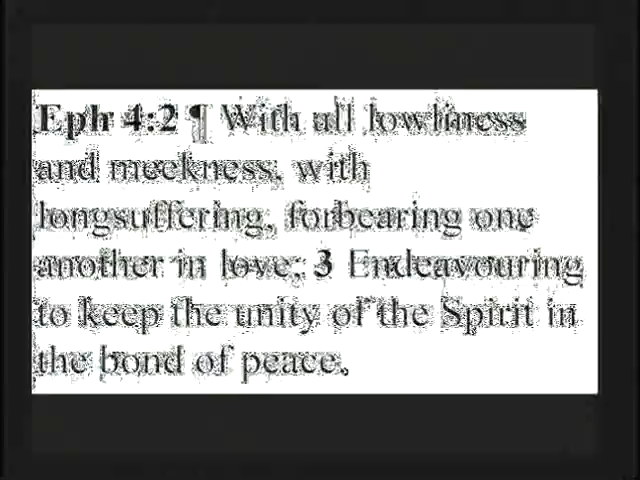 Eph 4:2 ¶ With all lowliness
and meekness, with
longsuffering, forbearing one
another in love; 3 Endeavouring
to keep the unity of the Spirit in
the bond of peace.